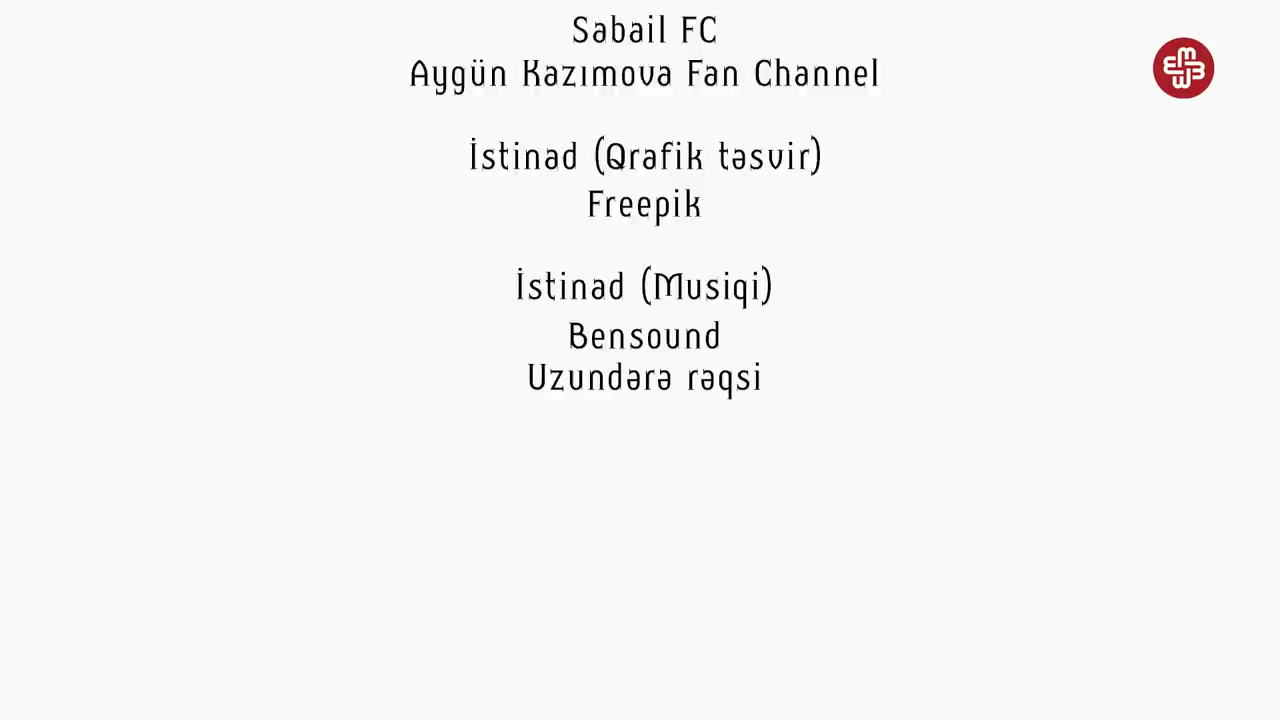 Səbail FC
Aygün Kazımova Fan Channel
İstinad (Qrafik təsvir)
Freepik
İstinad (Musiqi)
Bensound
Uzundərə rəqsi